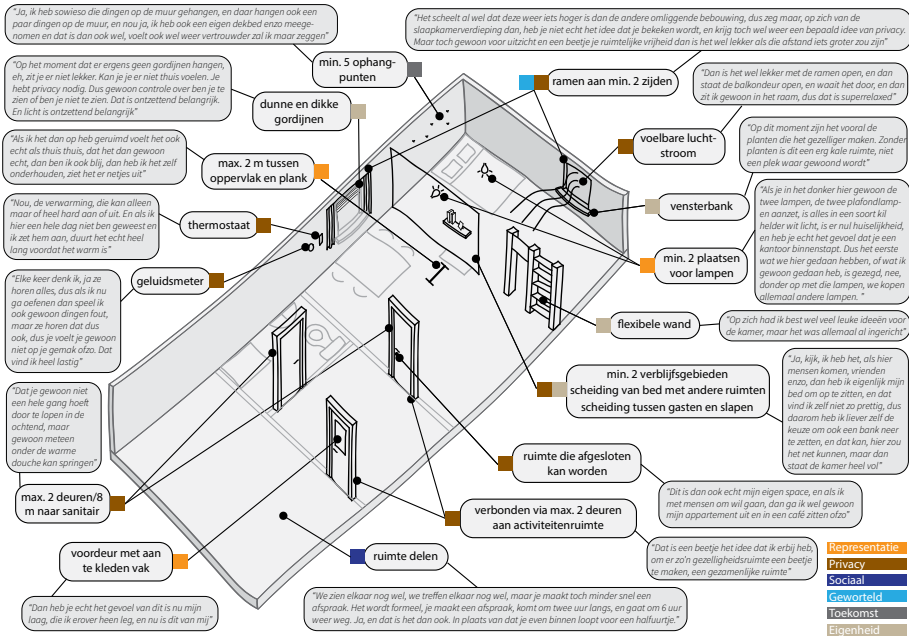 "Ja, ik heb sowieso die dingen op de muur gehangen, en daar hangen ook een
paar dingen op de muur, en nou ja, ik heb ook een eigen dekbed enzo meege-
nomen en dat is dan ook wel, voelt ook wel weer vertrouwder zal ik maar zeggen"
"Het scheelt al wel dat deze weer iets hoger is dan de andere omliggende bebouwing, dus zeg maar, op zich van de
slaapkamerverdieping dan, heb je niet echt het idee dat je bekeken wordt, en krijg toch wel weer een bepaald idee van privacy.
Maar toch gewoon voor uitzicht en een beetje je ruimtelijke vrijheid dan is het wel lekker als die afstand iets groter zou zijn"
min. 5 ophang-
punten
ramen aan min. 2 zijden
"Op het moment dat er ergens geen gordijnen hangen,
eh, zit je er niet lekker. Kan je je er niet thuis voelen. Je
hebt privacy nodig. Dus gewoon controle over ben je te
zien of ben je niet te zien. Dat is ontzettend belangrijk.
En licht is ontzettend belangrijk"
dunne en dikke
gordijnen
"Dan is het wel lekker met de ramen open, en dan
staat de balkondeur open, en waait het door, en dan
zit ik gewoon in het raam, dus dat is superrelaxed"
voelbare lucht-
stroom
"Op dit moment zijn het vooral de
planten die het gezelliger maken. Zonder
planten is dit een erg kale ruimte, niet
een plek waar gewoond wordt"
"Als ik het dan op heb geruimd voelt het ook
echt als thuis thuis, dat het dan gewoon
echt, dan ben ik ook blij, dan heb ik het zelf
onderhouden, ziet het er netjes uit"
max. 2 m tussen
oppervlak en plank
vensterbank
"Als je in het donker hier gewoon de
twee lampen, de twee plafondlamp-
en aanzet, is alles in een soort kil
helder wit licht, is er nul huiselijkheid,
en heb je echt het gevoel dat je een
kantoor binnenstapt. Dus het eerste
wat we hier gedaan hebben, of wat ik
gewoon gedaan heb, is gezegd, nee,
donder op met die lampen, we kopen
allemaal andere lampen. "
"Nou, de verwarming, die kan alleen
maar of heel hard aan of uit. En als ik
hier een hele dag niet ben geweest en
ik zet hem aan, duurt het echt heel
lang voordat het warm is"
thermostaat
min. 2 plaatsen
voor lampen
geluidsmeter
"Elke keer denk ik, ja ze
horen alles, dus als ik nu
ga oefenen dan speel ik
ook gewoon dingen fout,
maar ze horen dat dus
ook, dus je voelt je gewoon
niet op je gemak ofzo. Dat
vind ik heel lastig"
flexibele wand
"Op zich had ik best wel veel leuke ideeën voor
de kamer, maar het was allemaal al ingericht"
min. 2 verblijfsgebieden
scheiding van bed met andere ruimten
scheiding tussen gasten en slapen
"Ja, kijk, ik heb het, als hier
mensen komen, vrienden
enzo, dan heb ik eigenlijk mijn
bed om op te zitten, en dat
vind ik zelf niet zo prettig, dus
daarom heb ik liever zelf de
keuze om ook een bank neer
te zetten, en dat kan, hier zou
het net kunnen, maar dan
staat de kamer heel vol"
"Dat je gewoon niet
een hele gang hoeft
door te lopen in de
ochtend, maar
gewoon meteen
onder de warme
douche kan springen"
ruimte die afgesloten
kan worden
"Dit is dan ook echt mijn eigen space, en als ik
met mensen om wil gaan, dan ga ik wel gewoon
mijn appartement uit en in een café zitten ofzo"
max. 2 deuren/8
m naar sanitair
verbonden via max. 2 deuren
aan activiteitenruimte
"Dat is een beetje het idee dat ik erbij heb,
om er zo'n gezelligheidsruimte een beetje
te maken, een gezamenlijke ruimte"
voordeur met aan
te kleden vak
ruimte delen
"Dan heb je echt het gevoel van dit is nu mijn
laag, die ik erover heen leg, en nu is dit van mij"
"We zien elkaar nog wel, we treffen elkaar nog wel, maar je maakt toch minder snel een
afspraak. Het wordt formeel, je maakt een afspraak, komt om twee uur langs, en gaat om 6 uur
weer weg. Ja, en dat is het dan ook. In plaats van dat je even binnen loopt voor een halfuurtje."
Representatie
Privacy
Sociaal
Geworteld
Toekomst
Eigenheid